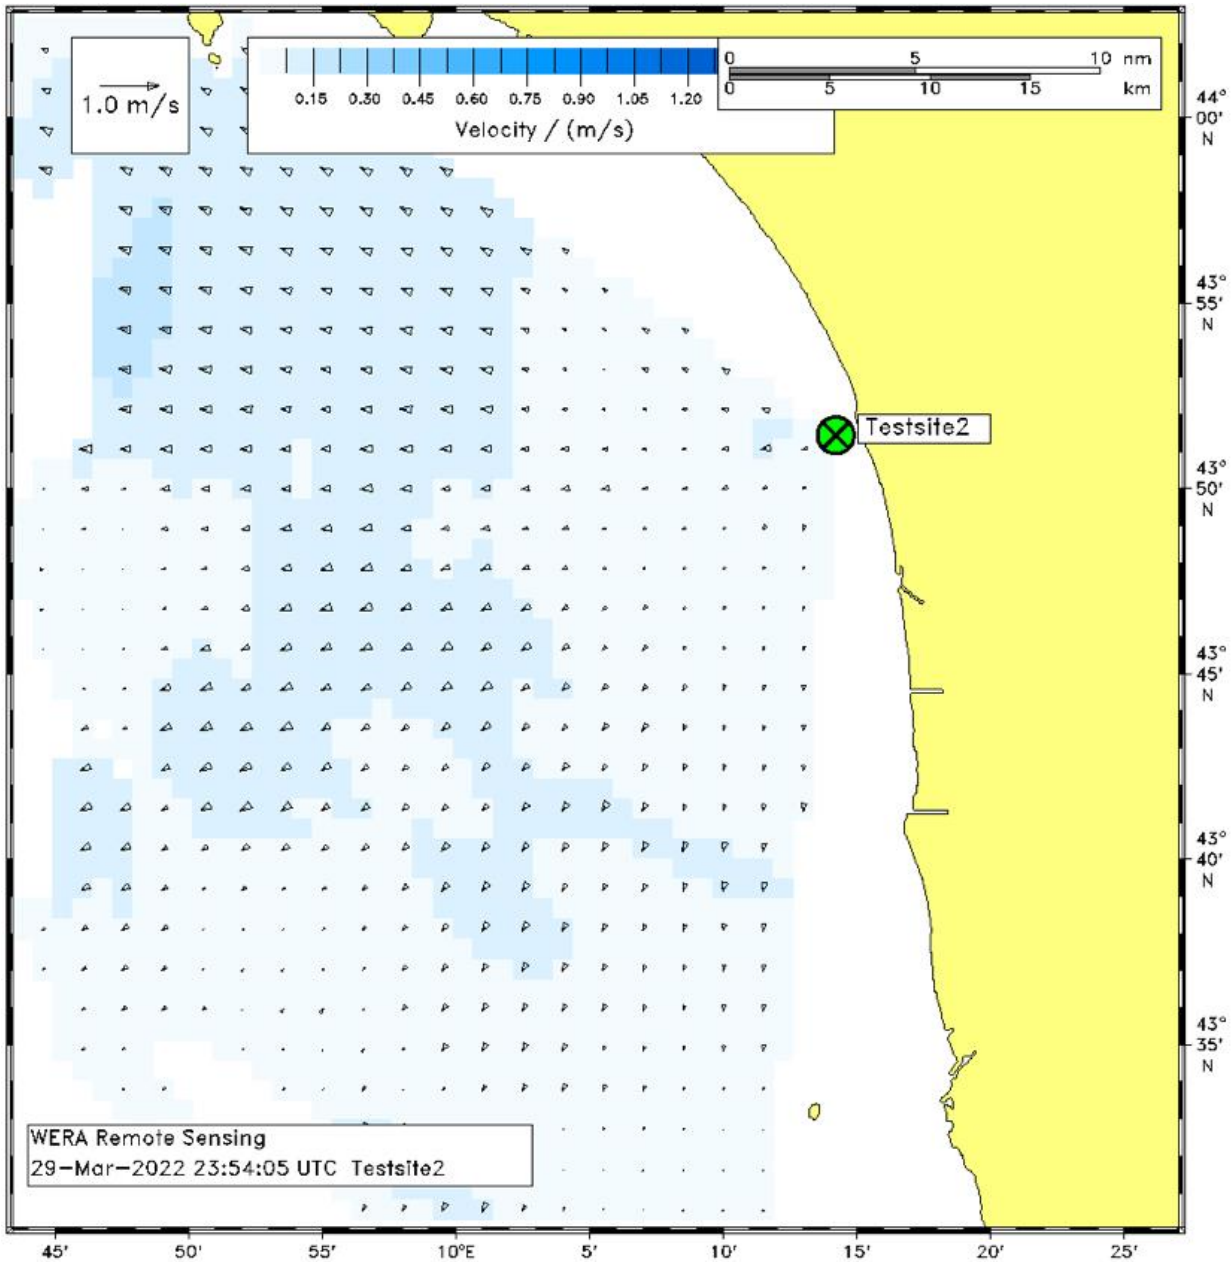 1.0 m/s
0.15 0.30 0.45 0.60 0.75 0.90 1.05 1.20
Velocity / (m/s)
0 5 10 nm
0 5 10 15 km
44°
00'
N
43°
55'
N
Testsite2
43°
50'
N
43°
45'
N
43°
40'
N
43°
35'
N
WERA Remote Sensing
29-Mar-2022 23:54:05 UTC Testsite2
45' 50' 55' 10°E 5' 10' 15' 20' 25'